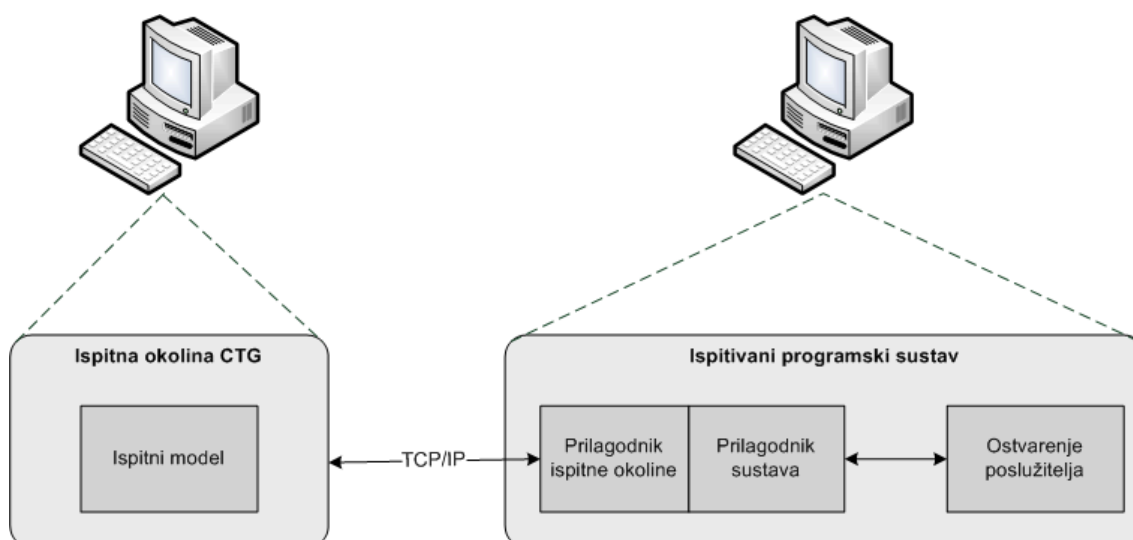 Ispitna okolina CTG
Ispitivani programski sustav
Ispitni model
TCP/IP
Prilagodnik
ispitne okoline
Prilagodnik
sustava
Ostvarenje
poslužitelja